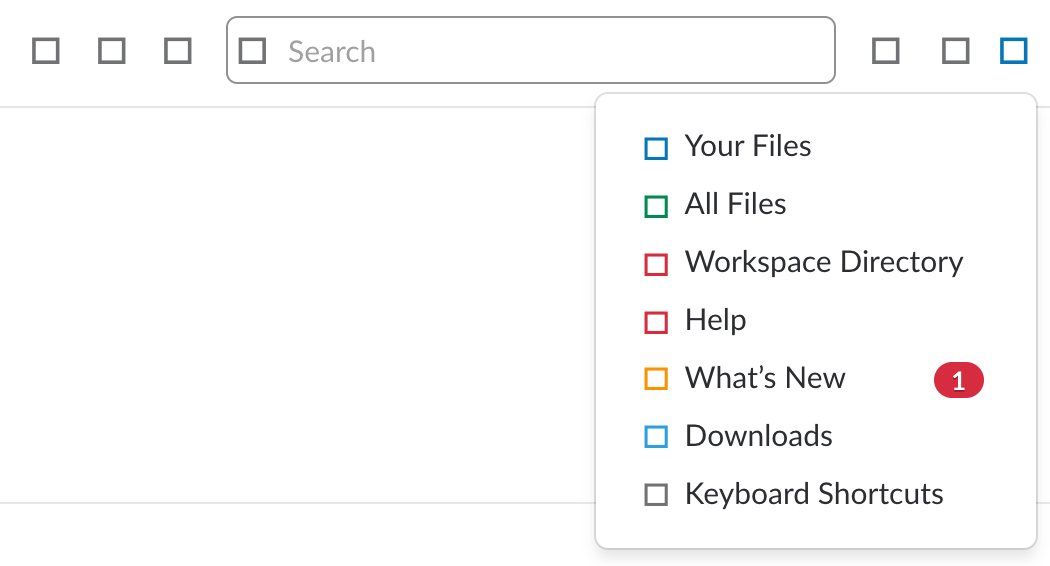 Search
Your Files
All Files
Workspace Directory
Help
What’s New
1
Downloads
Keyboard Shortcuts